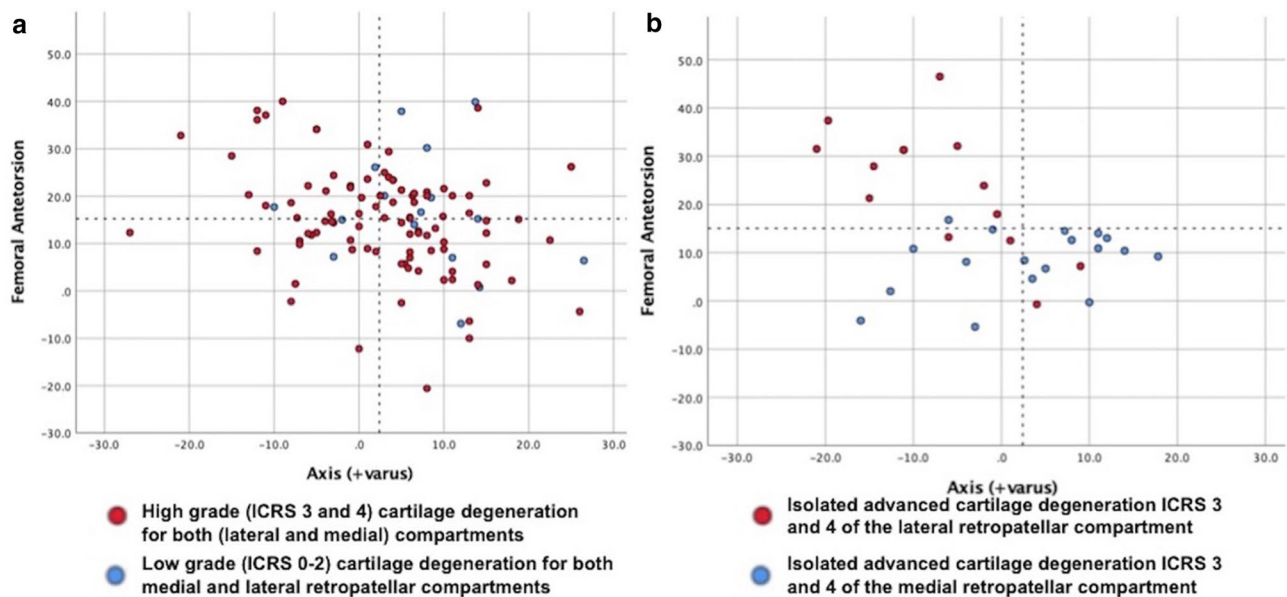 a
50.0
40.0
30.0
20.0
10.0
.0
-10.0
-20.0
-30.0
Femoral Antetorsion
-30.0 -20.0 -10.0 .0 10.0 20.0 30.0
Axis (+varus)
High grade (ICRS 3 and 4) cartilage degeneration
for both (lateral and medial) compartments
Low grade (ICRS 0-2) cartilage degeneration for both
medial and lateral retropatellar compartments
b
50.0
40.0
30.0
20.0
10.0
.0
-10.0
-20.0
-30.0
Femoral Antetorsion
-30.0 -20.0 -10.0 .0 10.0 20.0 30.0
Axis (+varus)
Isolated advanced cartilage degeneration ICRS 3
and 4 of the lateral retropatellar compartment
Isolated advanced cartilage degeneration ICRS 3
and 4 of the medial retropatellar compartment